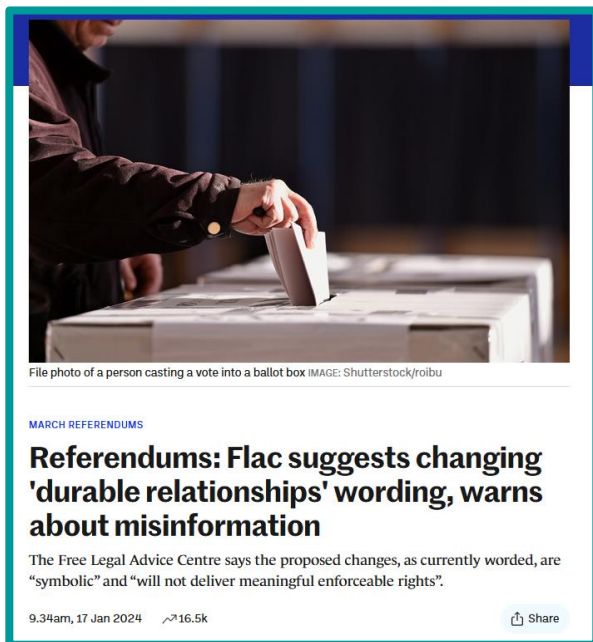 File photo of a person casting a vote into a ballot box IMAGE: Shutterstock/roibu
MARCH REFERENDUMS
Referendums: Flac suggests changing
'durable relationships' wording, warns
about misinformation
The Free Legal Advice Centre says the proposed changes, as currently worded, are
“symbolic” and “will not deliver meaningful enforceable rights”.
9.34am, 17 Jan 2024 16.5k Share